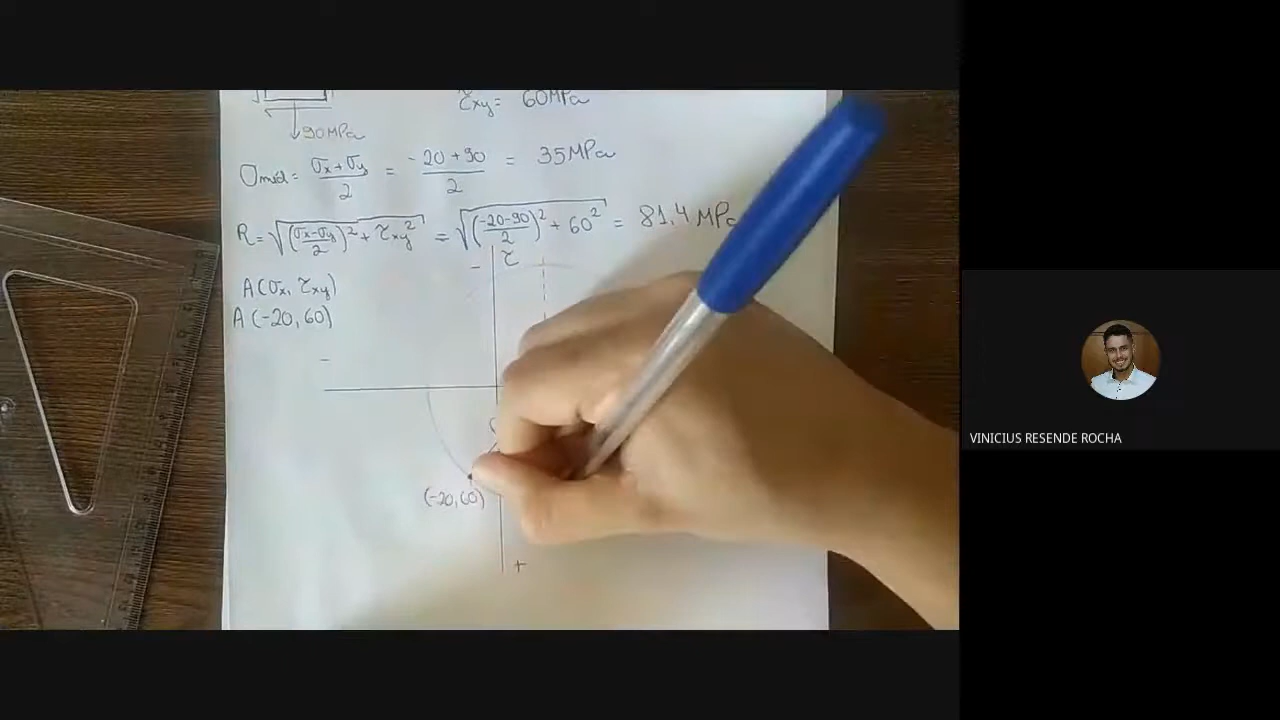 τxy = 60MPa
90MPa
σméd = σx+σy/2 = -20+90/2 = 35MPa
R = √(σx-σy/2)² + τxy² = √(-20-90/2)² + 60² = 81,4 MPa
τ
-
A(σx, τxy)
A(-20,60)
-
(-20,60)
+
VINICIUS RESENDE ROCHA